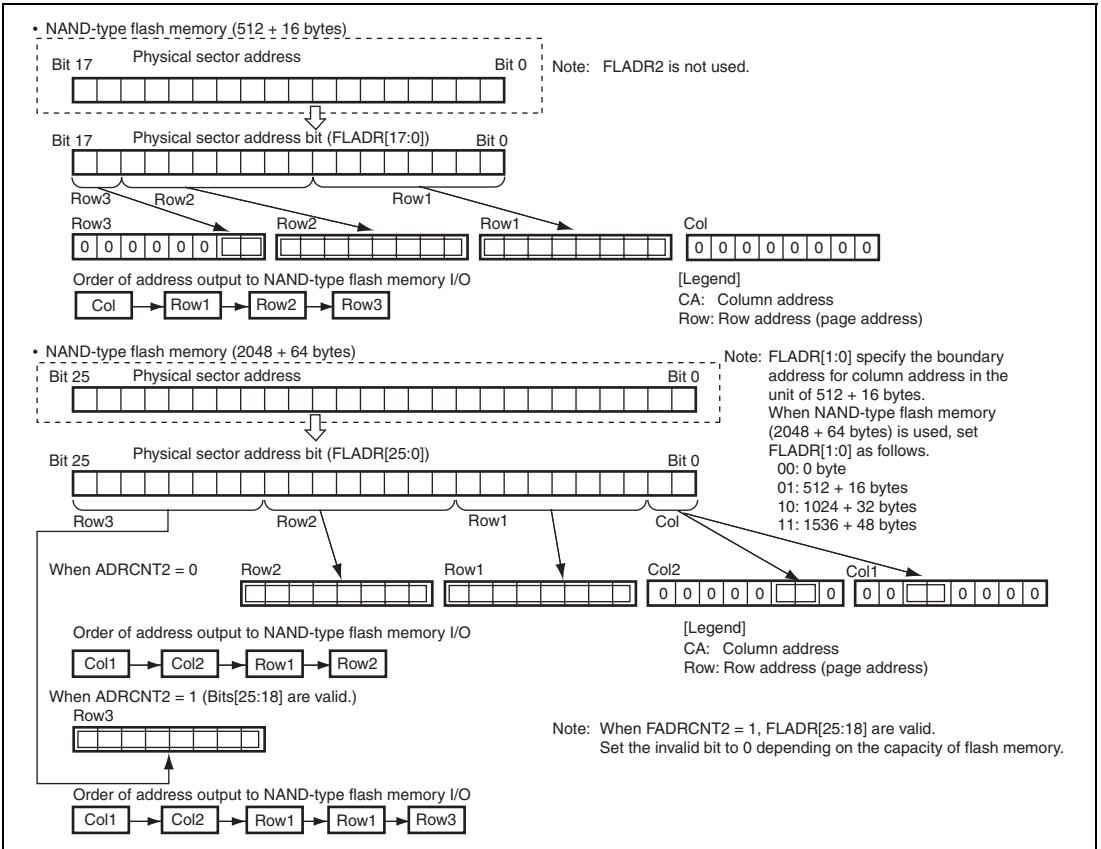 • NAND-type flash memory (512 + 16 bytes)
Bit 17 Physical sector address Bit 0
Note: FLADR2 is not used.
Bit 17 Physical sector address bit (FLADR[17:0]) Bit 0
Row3 Row2 Row1
Row3 Row2 Row1 Col
0 0 0 0 0 0 0 0 0 0 0 0 0 0
Order of address output to NAND-type flash memory I/O
Col Row1 Row2 Row3
[Legend]
CA: Column address
Row: Row address (page address)
• NAND-type flash memory (2048 + 64 bytes)
Bit 25 Physical sector address Bit 0
Note: FLADR[1:0] specify the boundary
address for column address in the
unit of 512 + 16 bytes.
When NAND-type flash memory
(2048 + 64 bytes) is used, set
FLADR[1:0] as follows.
00: 0 byte
01: 512 + 16 bytes
10: 1024 + 32 bytes
11: 1536 + 48 bytes
Bit 25 Physical sector address bit (FLADR[25:0]) Bit 0
Row3 Row2 Row1 Col
When ADRCNT2 = 0 Row2 Row1 Col2 Col1
0 0 0 0 0 0 0 0 0 0 0 0
Order of address output to NAND-type flash memory I/O
Col1 Col2 Row1 Row2
[Legend]
CA: Column address
Row: Row address (page address)
When ADRCNT2 = 1 (Bits[25:18] are valid.)
Row3
Note: When FADRCNT2 = 1, FLADR[25:18] are valid.
Set the invalid bit to 0 depending on the capacity of flash memory.
Order of address output to NAND-type flash memory I/O
Col1 Col2 Row1 Row1 Row3